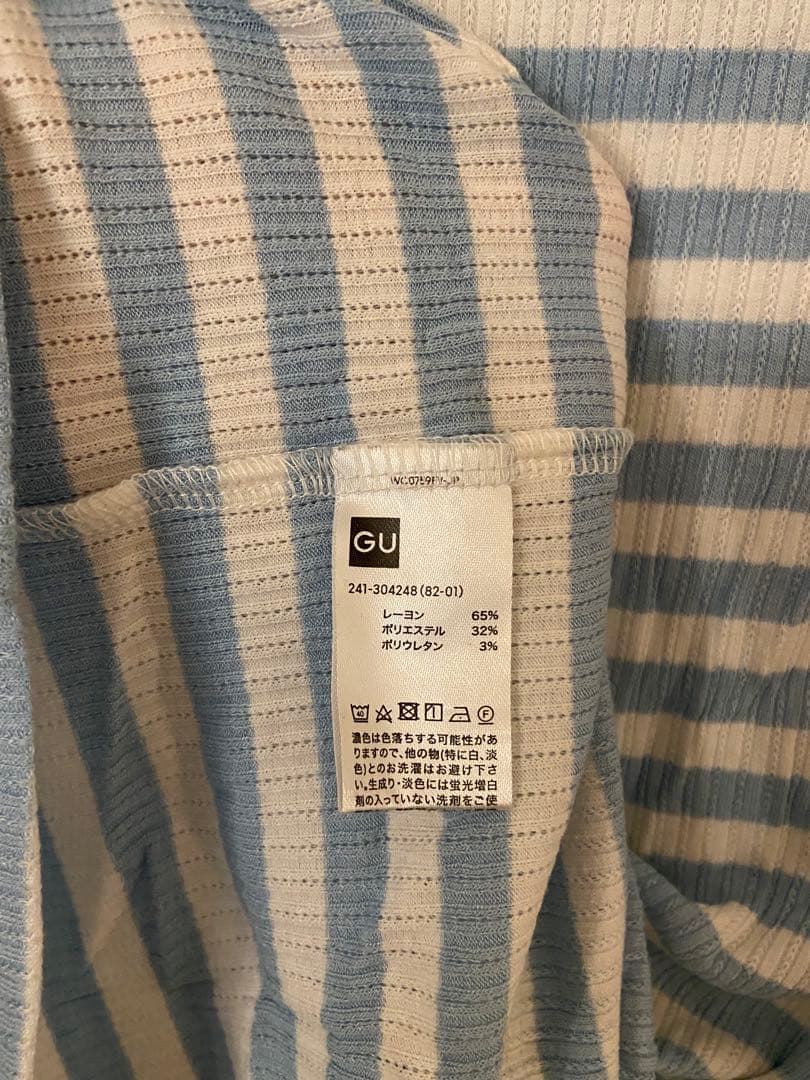 GU
241-304248(82-01)
レーヨン 65%
ポリエステル 32%
ポリウレタン 3%
40
F
濃色は色落ちする可能性があ
りますので、他の物(特に白、淡
色)とのお洗濯はお避け下さ
い。生成り・淡色には蛍光増白
剤の入っていない洗剤をご使